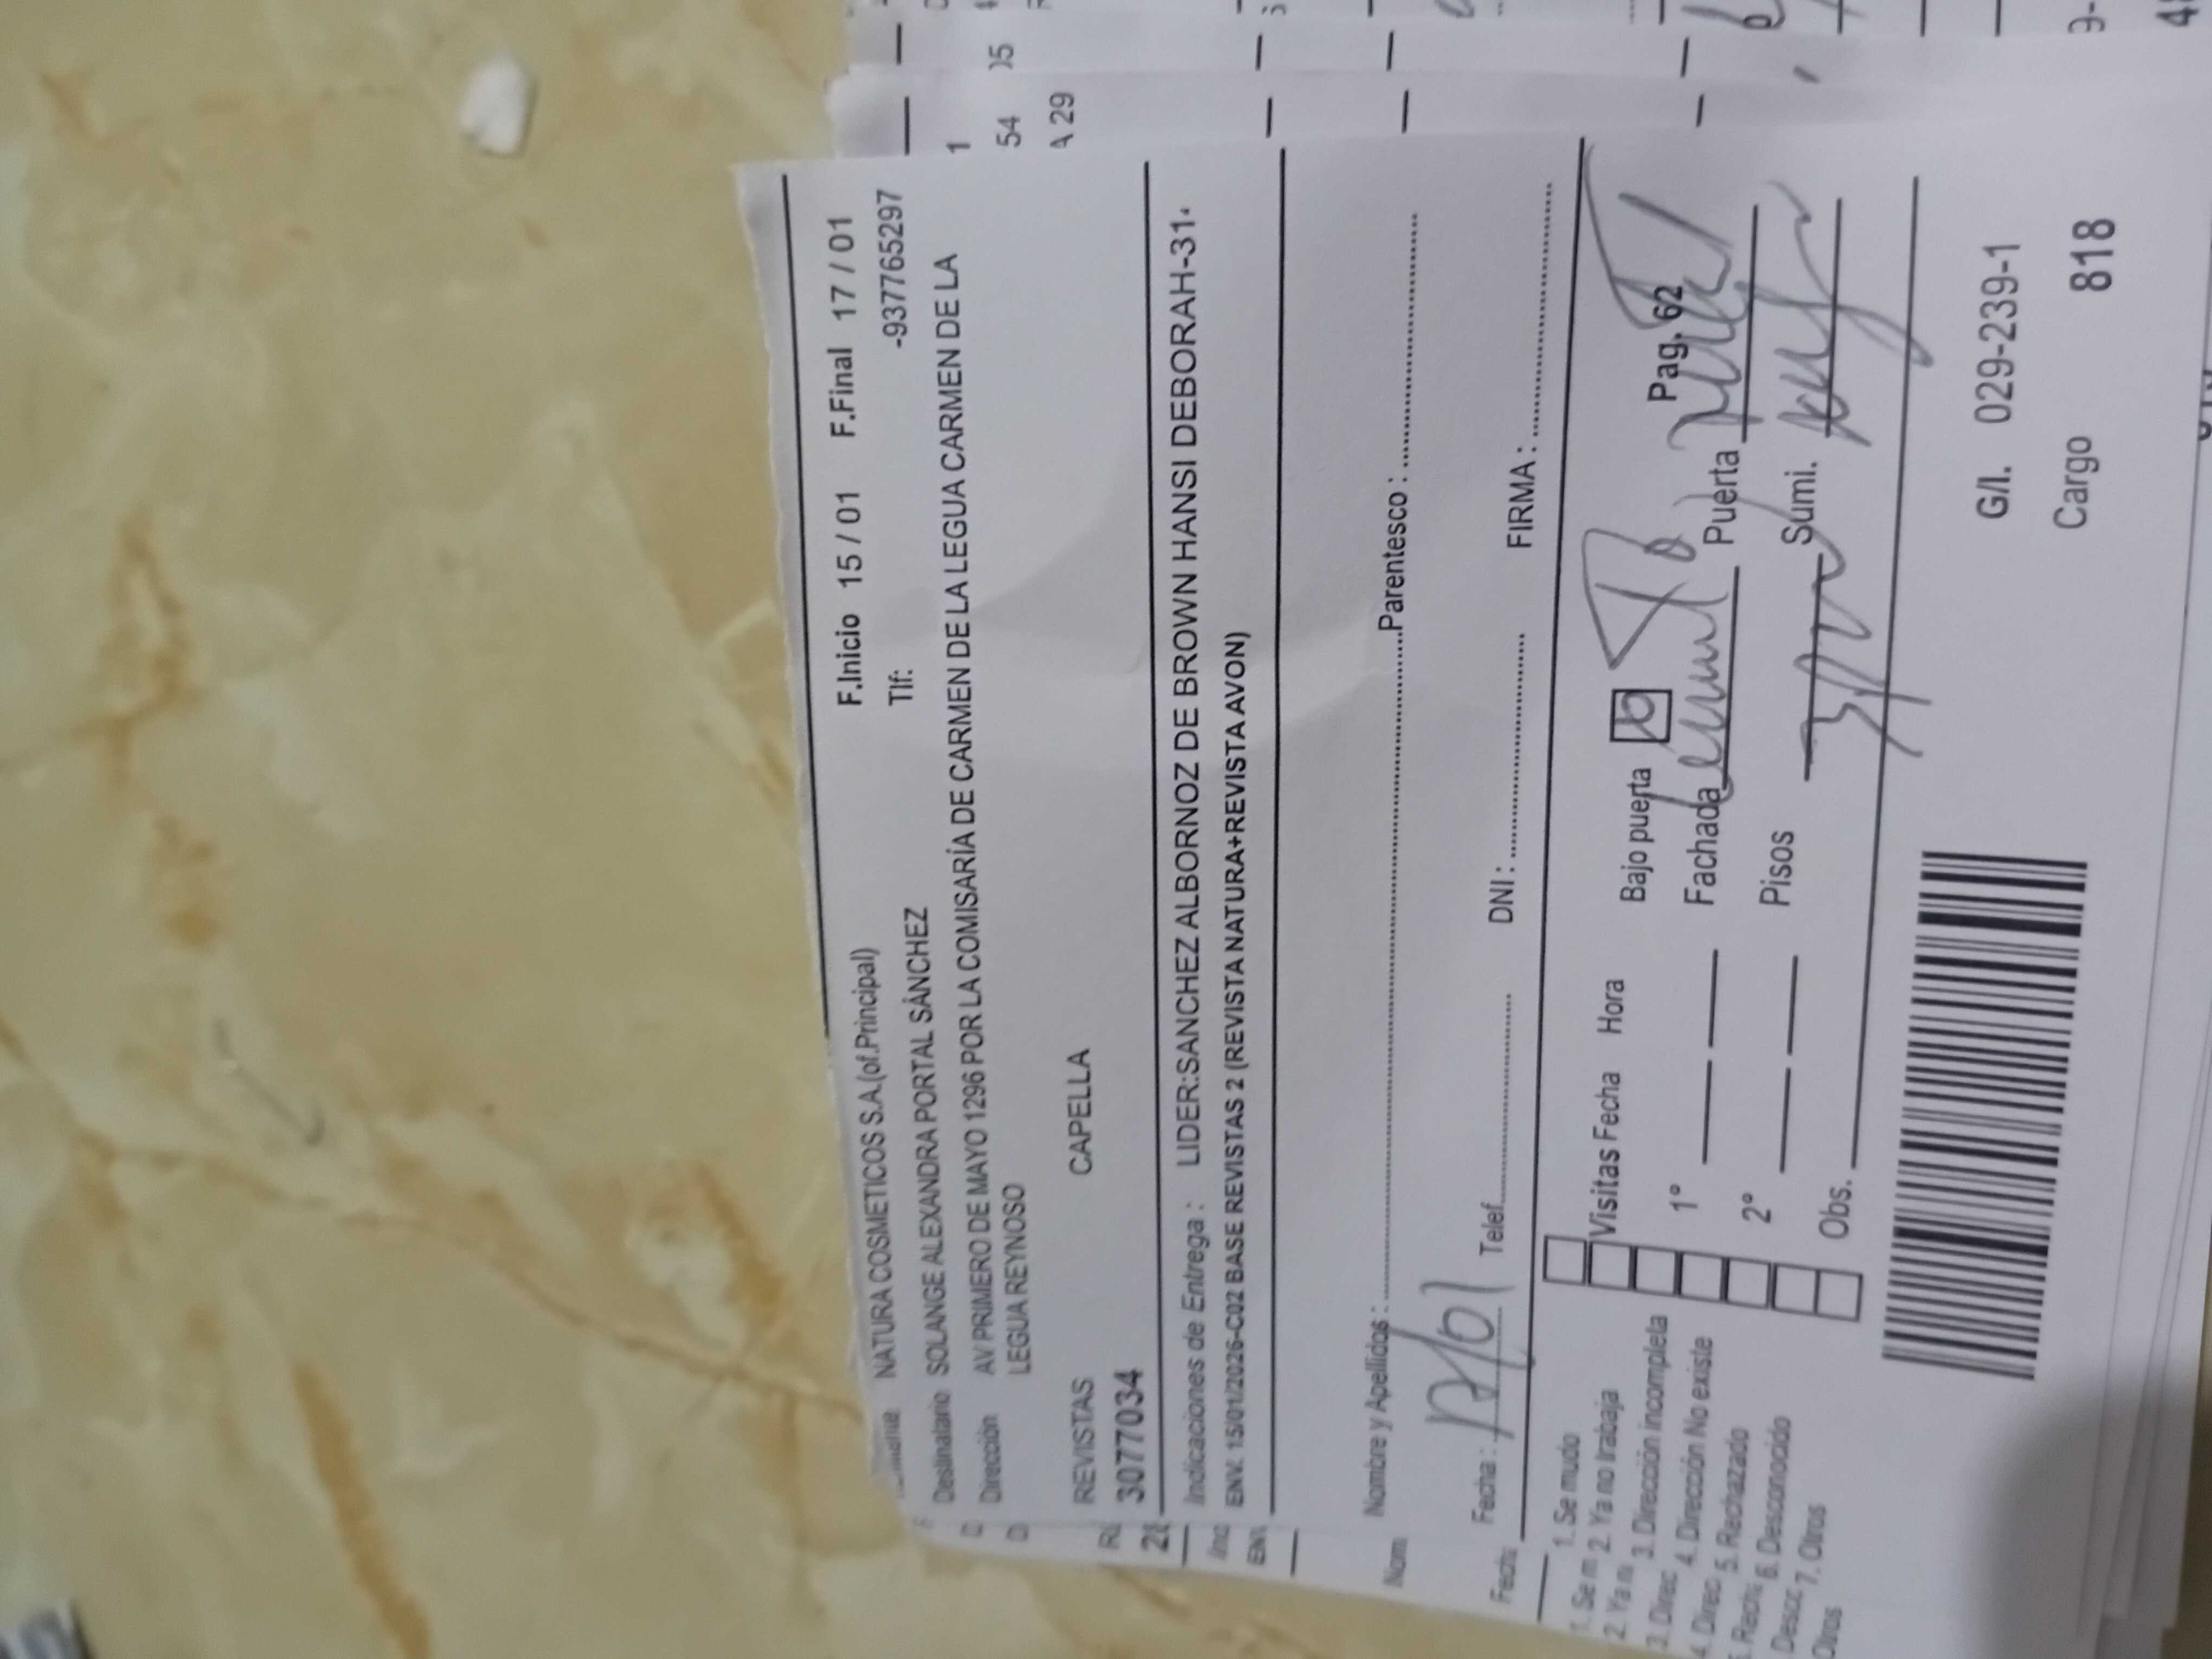 F.Inicio 15 / 01 F.Final 17 / 01
NATURA COSMETICOS S.A.(of.Principal) Tlf: -937765297
Destinatario SOLANGE ALEXANDRA PORTAL SÁNCHEZ
Dirección AV PRIMERO DE MAYO 1296 POR LA COMISARÍA DE CARMEN DE LA LEGUA CARMEN DE LA
LEGUA REYNOSO
REVISTAS CAPELLA
3077034
Indicaciones de Entrega : LIDER:SANCHEZ ALBORNOZ DE BROWN HANSI DEBORAH-31
ENV. 15/01/2026-C02 BASE REVISTAS 2 (REVISTA NATURA+REVISTA AVON)
Nombre y Apellidos : Parentesco :
Fecha : Telef. DNI : FIRMA :
1. Se mudo
2. Ya no trabaja
3. Dirección incompleta
4. Dirección No existe
5. Rechazado
6. Desconocido
7. Otros
Visitas Fecha Hora Bajo puerta Pag. 62
1° Fachada Puerta
2° Pisos Sumi.
Obs.
G/I. 029-239-1
Cargo 818
1
54 05
A 29